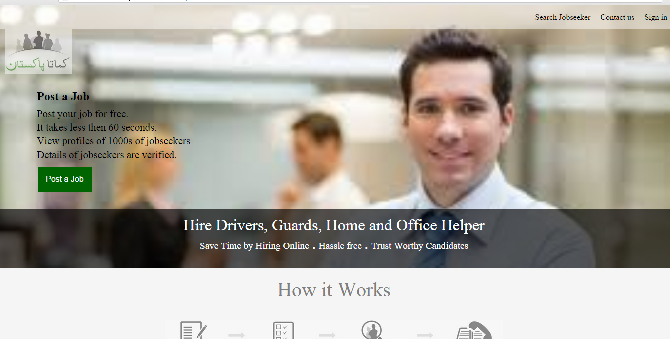 Search Jobseeker Contact us Sign in
کماتا پاکستان
Post a Job
Post your job for free.
It takes less then 60 seconds.
View profiles of 1000s of jobseekers
Details of jobseekers are verified.
Post a Job
Hire Drivers, Guards, Home and Office Helper
Save Time by Hiring Online . Hassle free . Trust Worthy Candidates
How it Works